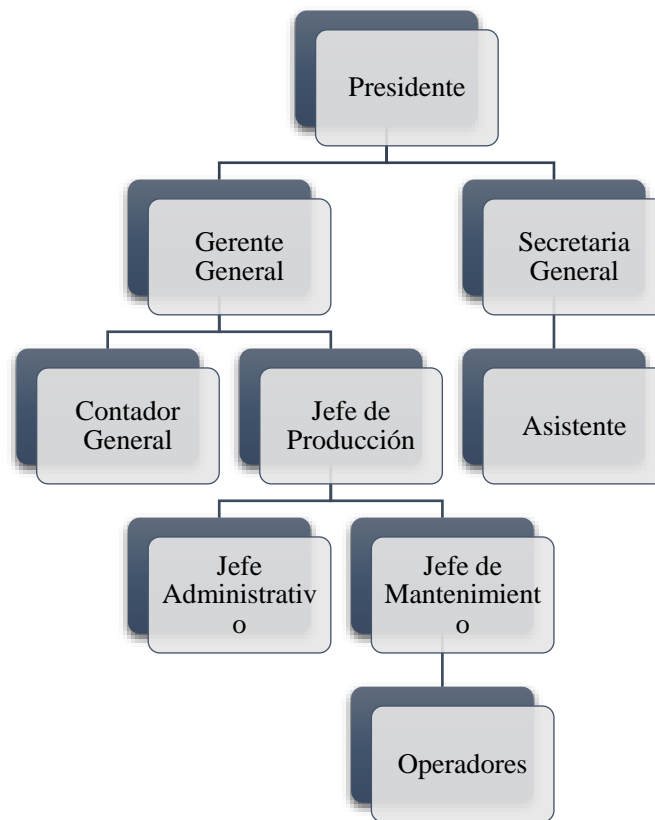 Presidente
Gerente
General
Secretaria
General
Contador
General
Jefe de
Producción
Asistente
Jefe
Administrativ
o
Jefe de
Mantenimient
o
Operadores